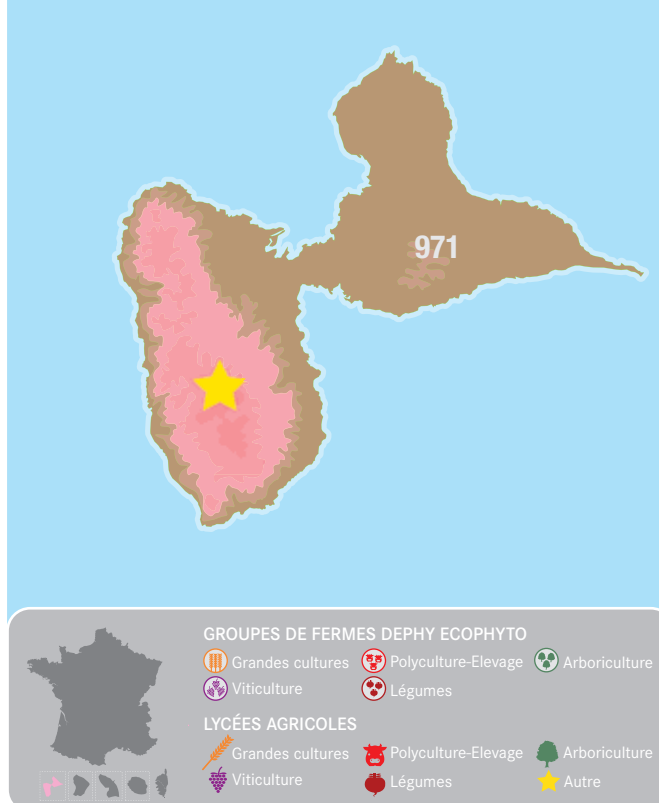 971
GROUPES DE FERMES DEPHY ECOPHYTO
Grandes cultures Polyculture-Elevage Arboriculture
Viticulture Légumes
LYCÉES AGRICOLES
Grandes cultures Polyculture-Elevage Arboriculture
Viticulture Légumes Autre